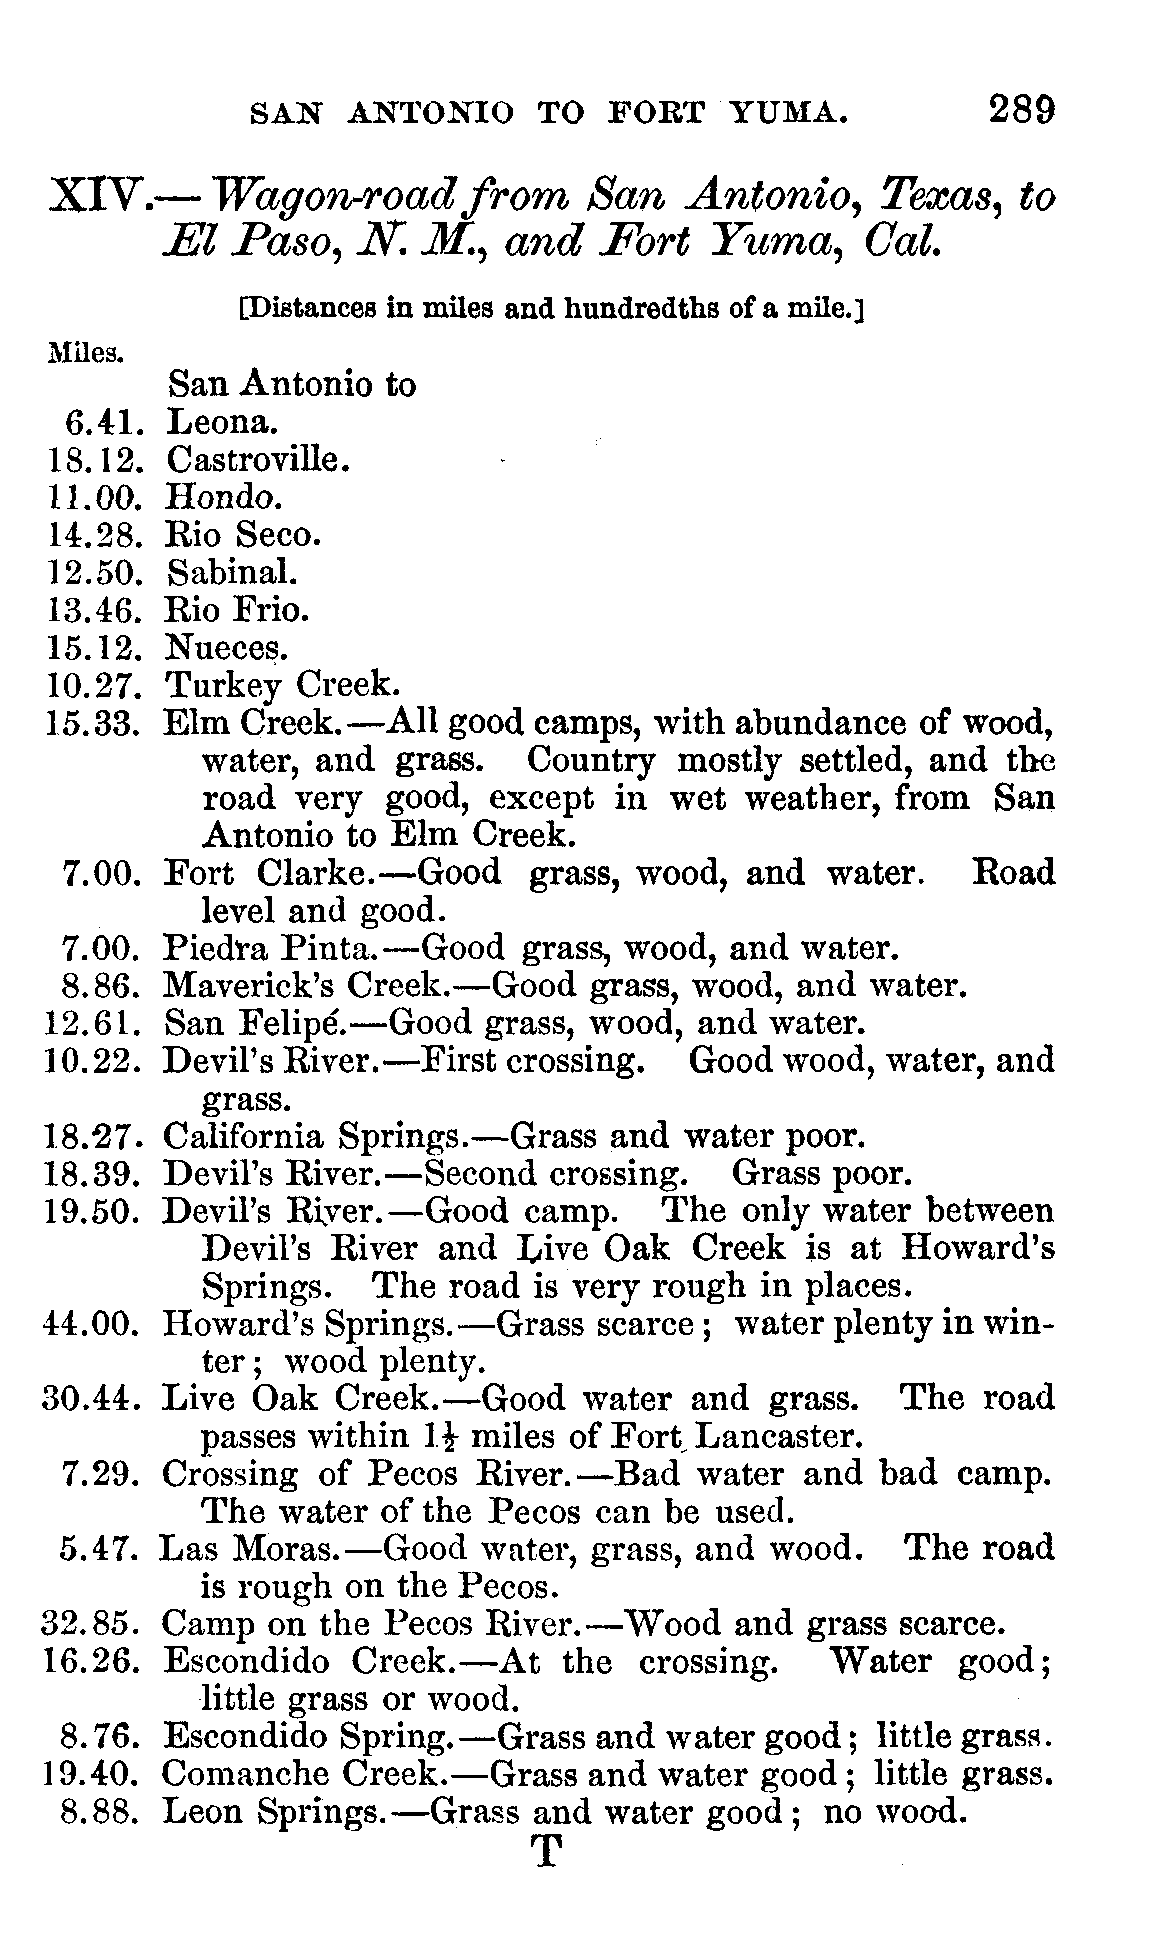 SAN ANTONIO TO FORT YUMA. 289
XIV.—Wagon-road from San Antonio, Texas, to
El Paso, N. M., and Fort Yuma, Cal.
[Distances in miles and hundredths of a mile.]
Miles.
San Antonio to
6.41. Leona.
18.12. Castroville.
11.00. Hondo.
14.28. Rio Seco.
12.50. Sabinal.
13.46. Rio Frio.
15.12. Nueces.
10.27. Turkey Creek.
15.33. Elm Creek.—All good camps, with abundance of wood,
water, and grass. Country mostly settled, and the
road very good, except in wet weather, from San
Antonio to Elm Creek.
7.00. Fort Clarke.—Good grass, wood, and water. Road
level and good.
7.00. Piedra Pinta.—Good grass, wood, and water.
8.86. Maverick's Creek.—Good grass, wood, and water.
12.61. San Felipé.—Good grass, wood, and water.
10.22. Devil's River.—First crossing. Good wood, water, and
grass.
18.27. California Springs.—Grass and water poor.
18.39. Devil's River.—Second crossing. Grass poor.
19.50. Devil's River.—Good camp. The only water between
Devil's River and Live Oak Creek is at Howard's
Springs. The road is very rough in places.
44.00. Howard's Springs.—Grass scarce; water plenty in win-
ter; wood plenty.
30.44. Live Oak Creek.—Good water and grass. The road
passes within 1½ miles of Fort Lancaster.
7.29. Crossing of Pecos River.—Bad water and bad camp.
The water of the Pecos can be used.
5.47. Las Moras.—Good water, grass, and wood. The road
is rough on the Pecos.
32.85. Camp on the Pecos River.—Wood and grass scarce.
16.26. Escondido Creek.—At the crossing. Water good;
little grass or wood.
8.76. Escondido Spring.—Grass and water good; little grass.
19.40. Comanche Creek.—Grass and water good; little grass.
8.88. Leon Springs.—Grass and water good; no wood.
T